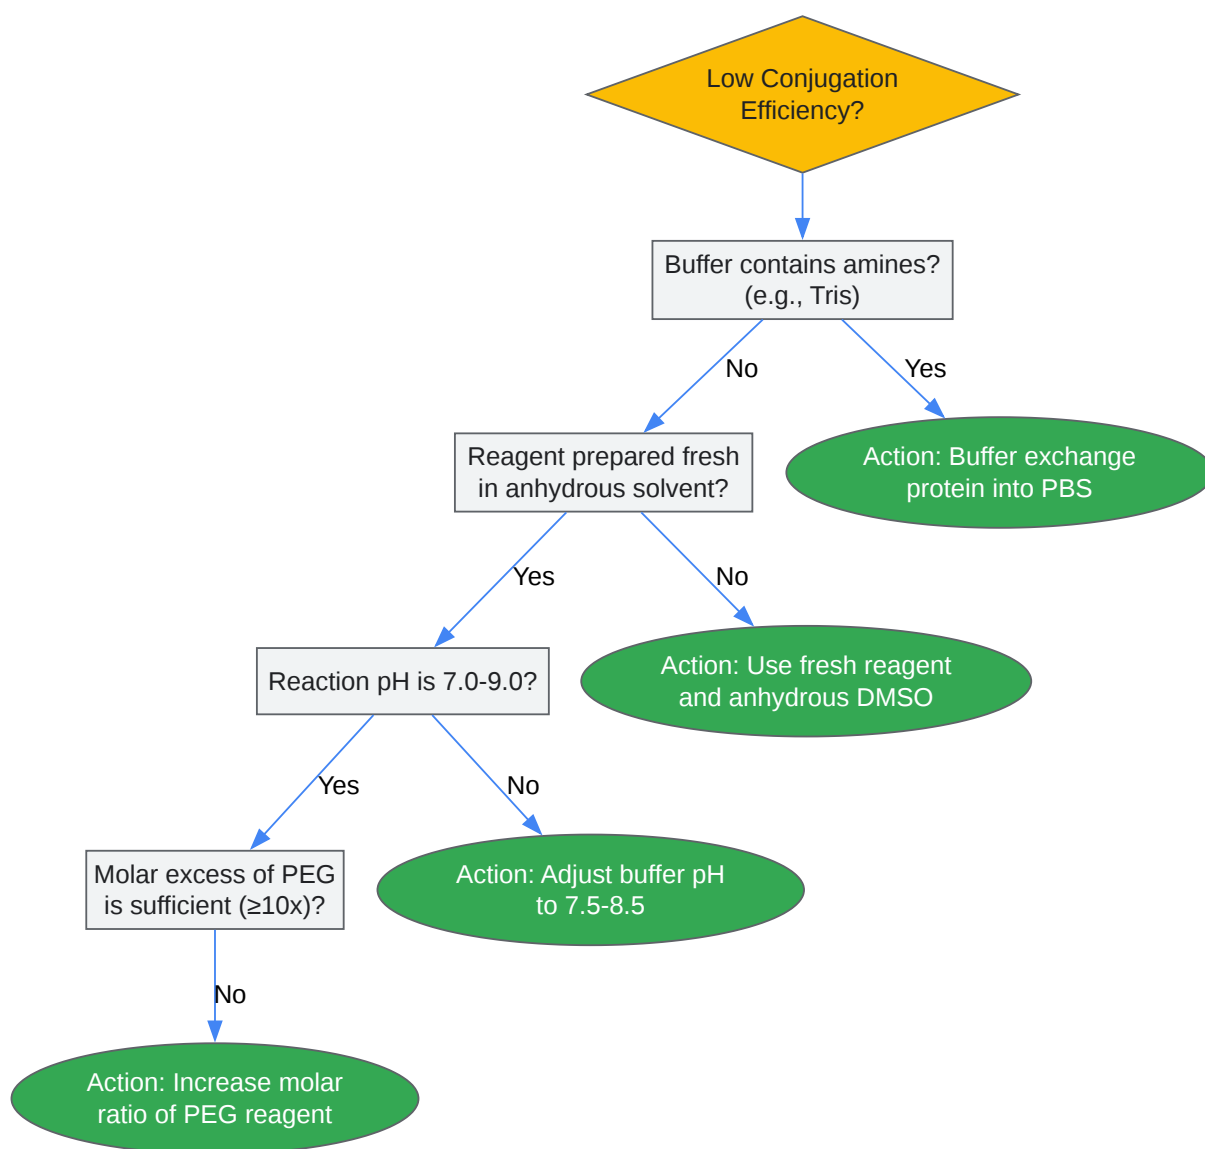 Low Conjugation
Efficiency?
Buffer contains amines?
(e.g., Tris)
No
Yes
Reagent prepared fresh
in anhydrous solvent?
Action: Buffer exchange
protein into PBS
Yes
No
Reaction pH is 7.0-9.0?
Action: Use fresh reagent
and anhydrous DMSO
Yes
No
Molar excess of PEG
is sufficient (≥10x)?
Action: Adjust buffer pH
to 7.5-8.5
No
Action: Increase molar
ratio of PEG reagent